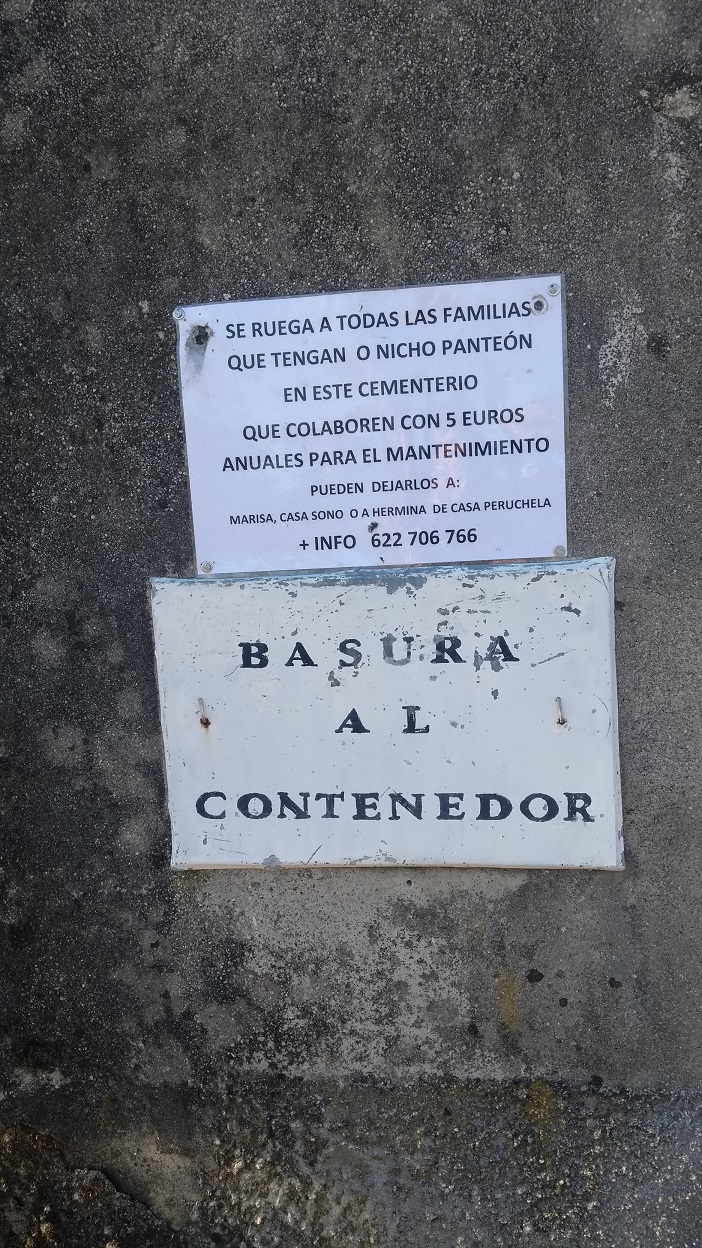 SE RUEGA A TODAS LAS FAMILIAS
QUE TENGAN O NICHO PANTEÓN
EN ESTE CEMENTERIO
QUE COLABOREN CON 5 EUROS
ANUALES PARA EL MANTENIMIENTO
PUEDEN DEJARLOS A:
MARISA, CASA SONO O A HERMINA DE CASA PERUCHELA
+ INFO 622 706 766
BASURA
AL
CONTENEDOR